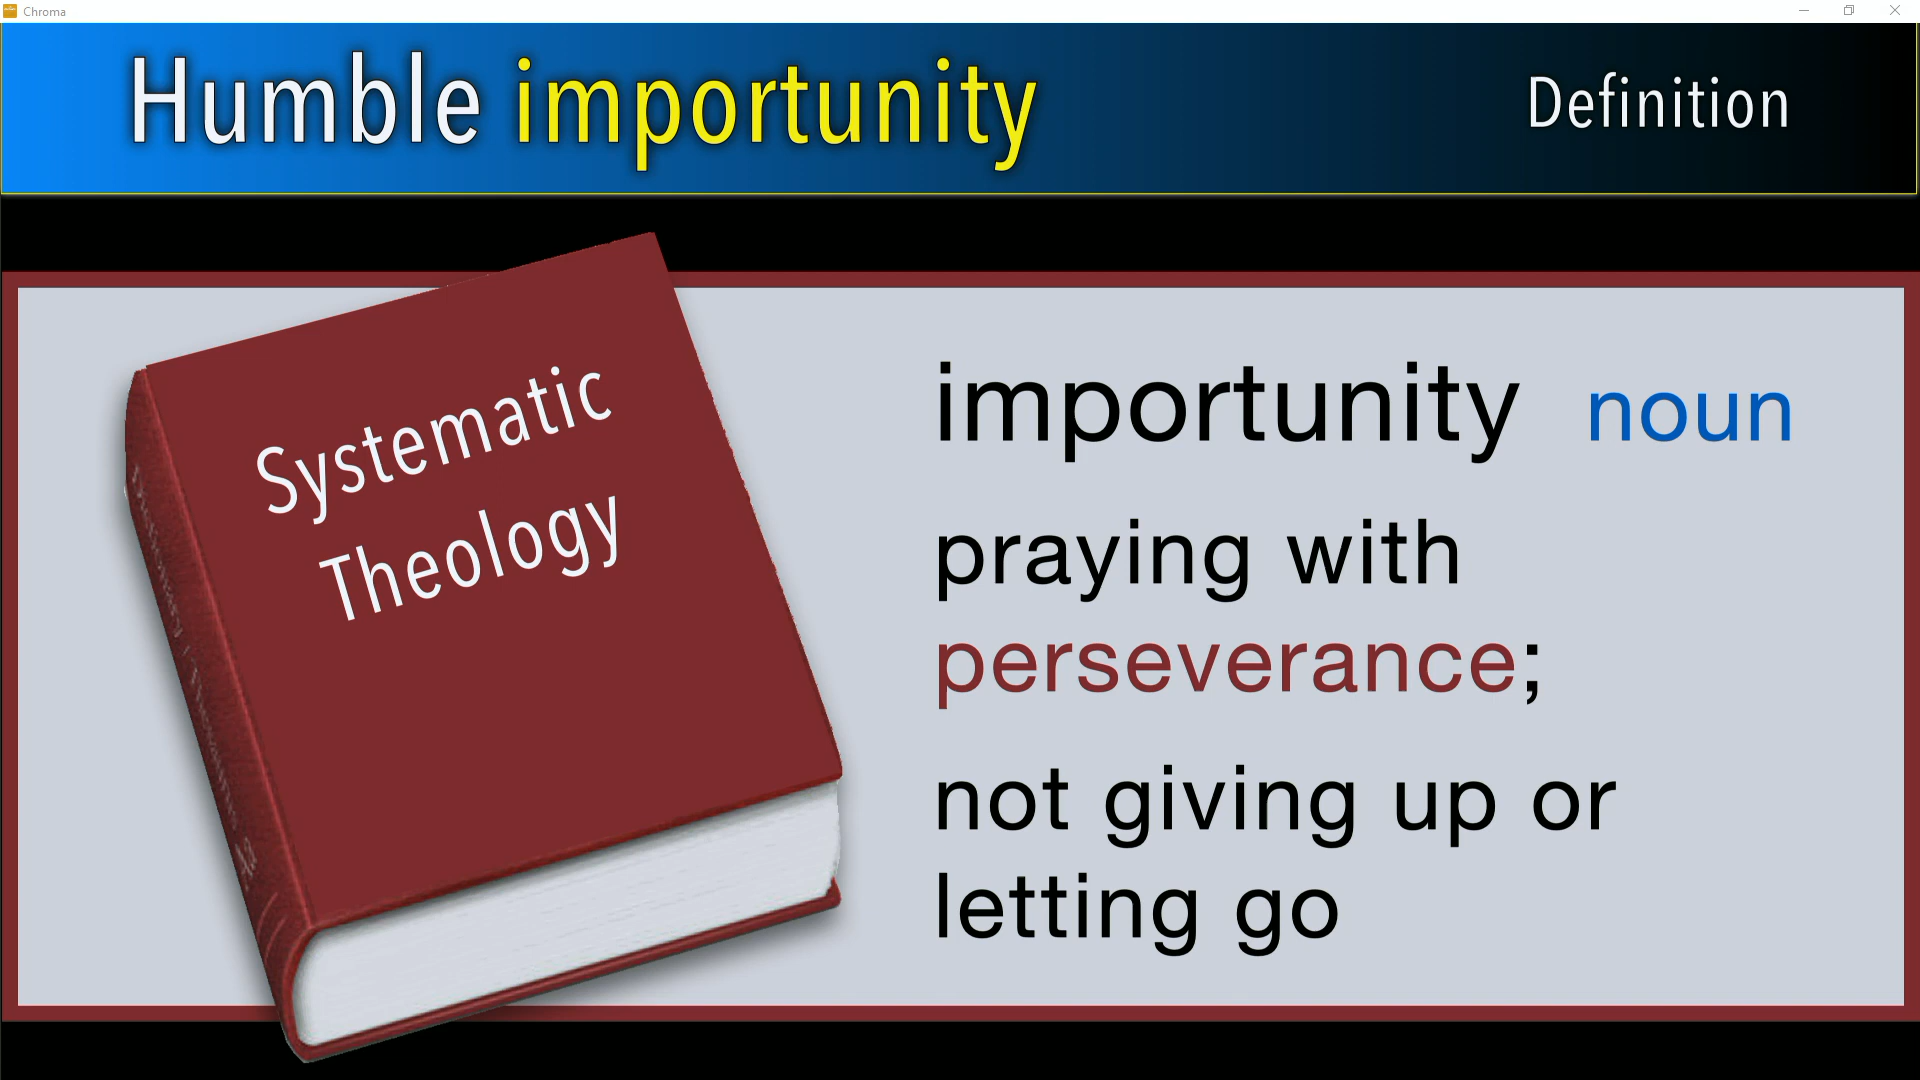 Chroma
Humble importunity
Definition
Systematic
Theology
importunity noun
praying with
perseverance;
not giving up or
letting go